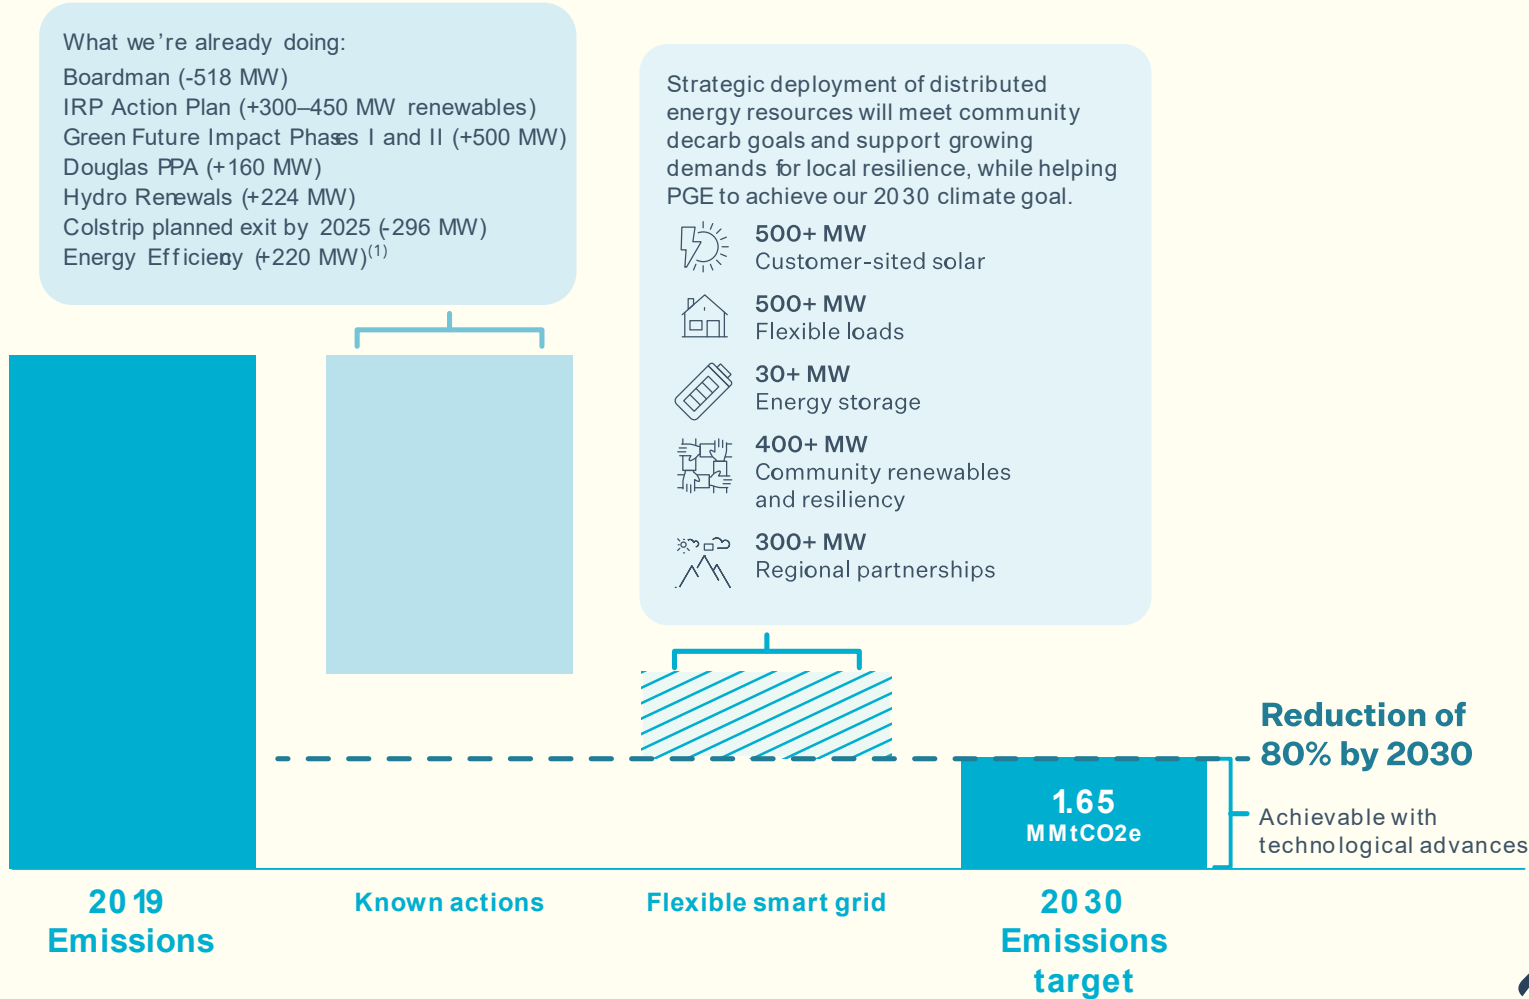 What we're already doing:
Boardman (-518 MW)
IRP Action Plan (+300–450 MW renewables)
Green Future Impact Phases I and II (+500 MW)
Douglas PPA (+160 MW)
Hydro Renewals (+224 MW)
Colstrip planned exit by 2025 (-296 MW)
Energy Efficiency (+220 MW)(1)
Strategic deployment of distributed
energy resources will meet community
decarb goals and support growing
demands for local resilience, while helping
PGE to achieve our 2030 climate goal.
500+ MW
Customer-sited solar
500+ MW
Flexible loads
30+ MW
Energy storage
400+ MW
Community renewables
and resiliency
300+ MW
Regional partnerships
Reduction of
80% by 2030
1.65
MMtCO2e
Achievable with
technological advances
2019
Emissions
Known actions
Flexible smart grid
2030
Emissions
target